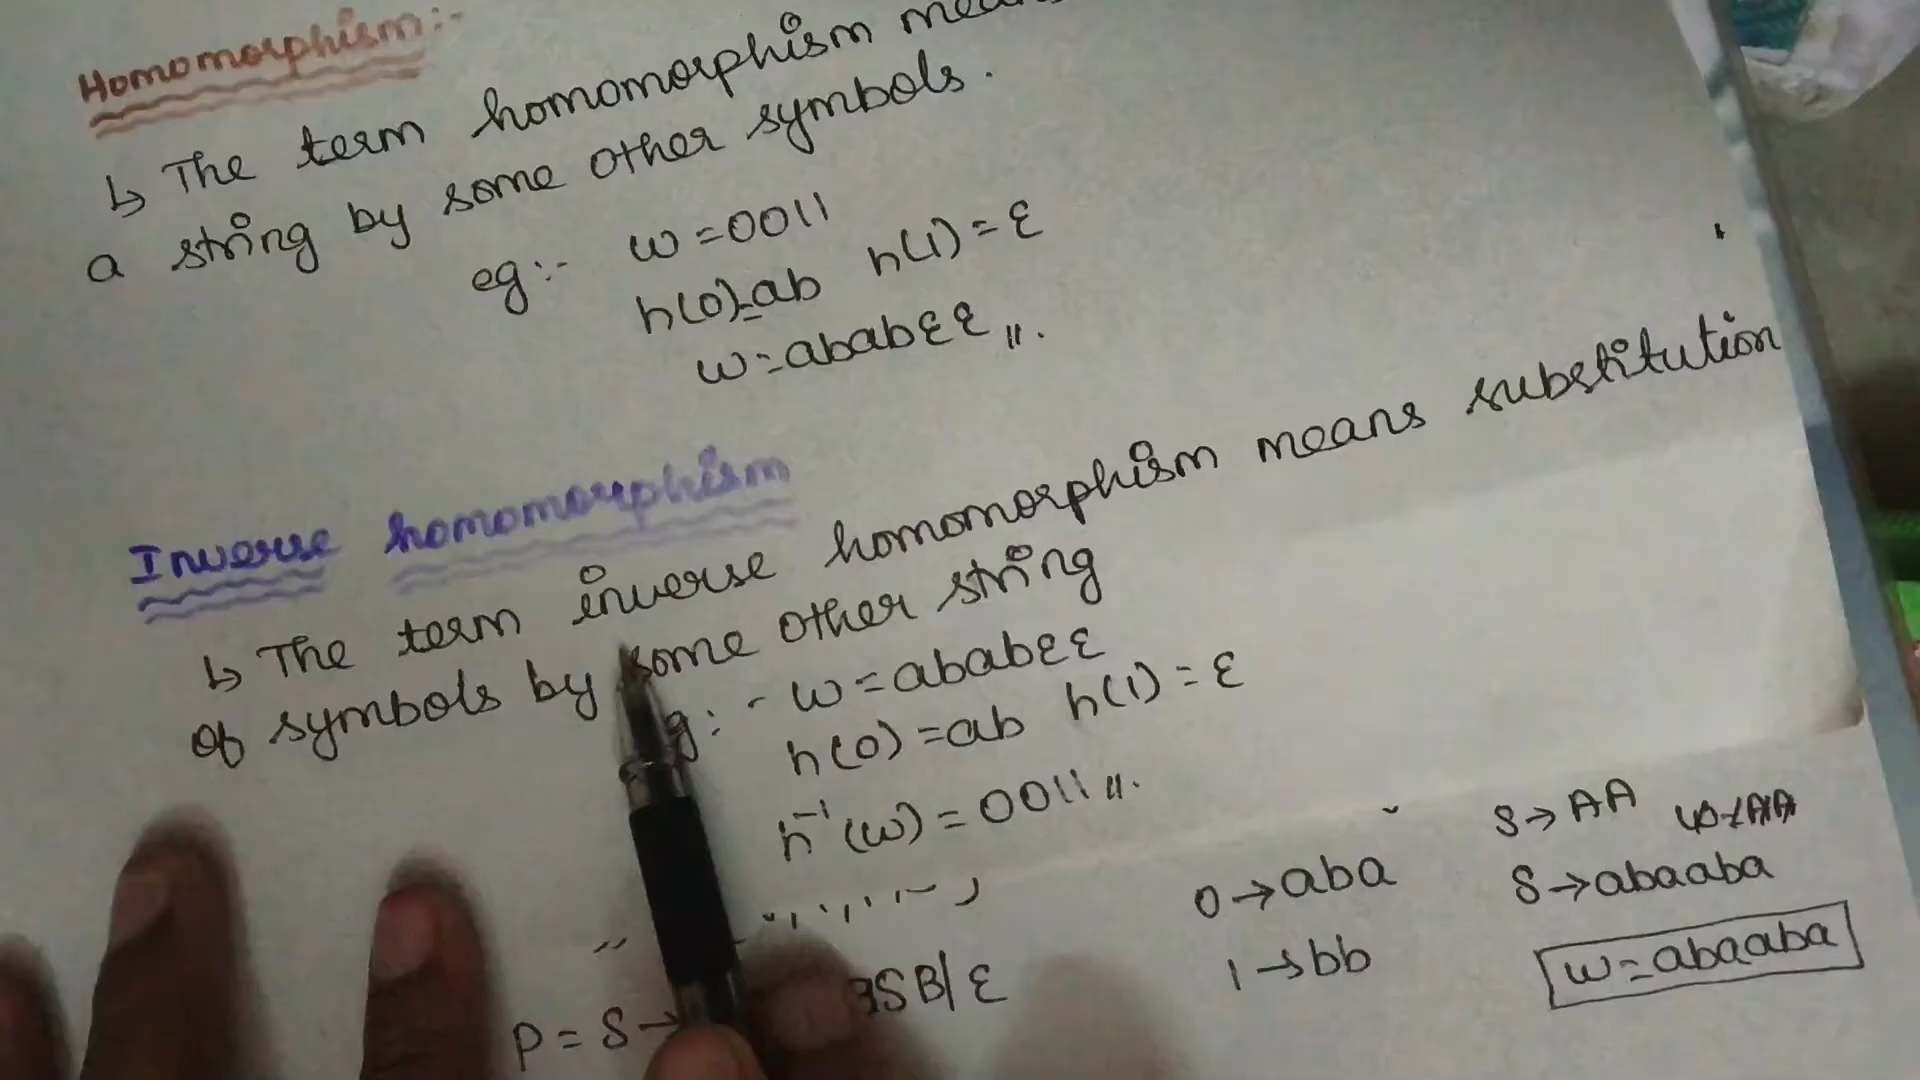 Homomorphism:-
↳ The term homomorphism means
a string by some other symbols.
eg:- w=0011
h(0)=ab h(1)=ε
w=ababεε //.
Inverse homomorphism
↳ The term inverse homomorphism means substitution
of symbols by some other string
g:- w=ababεε
h(0)=ab h(1)=ε
h⁻¹(w)=0011 //.
S→AA
0→aba S→abaaba
1→bb w=abaaba
P=S→ BSB/ε